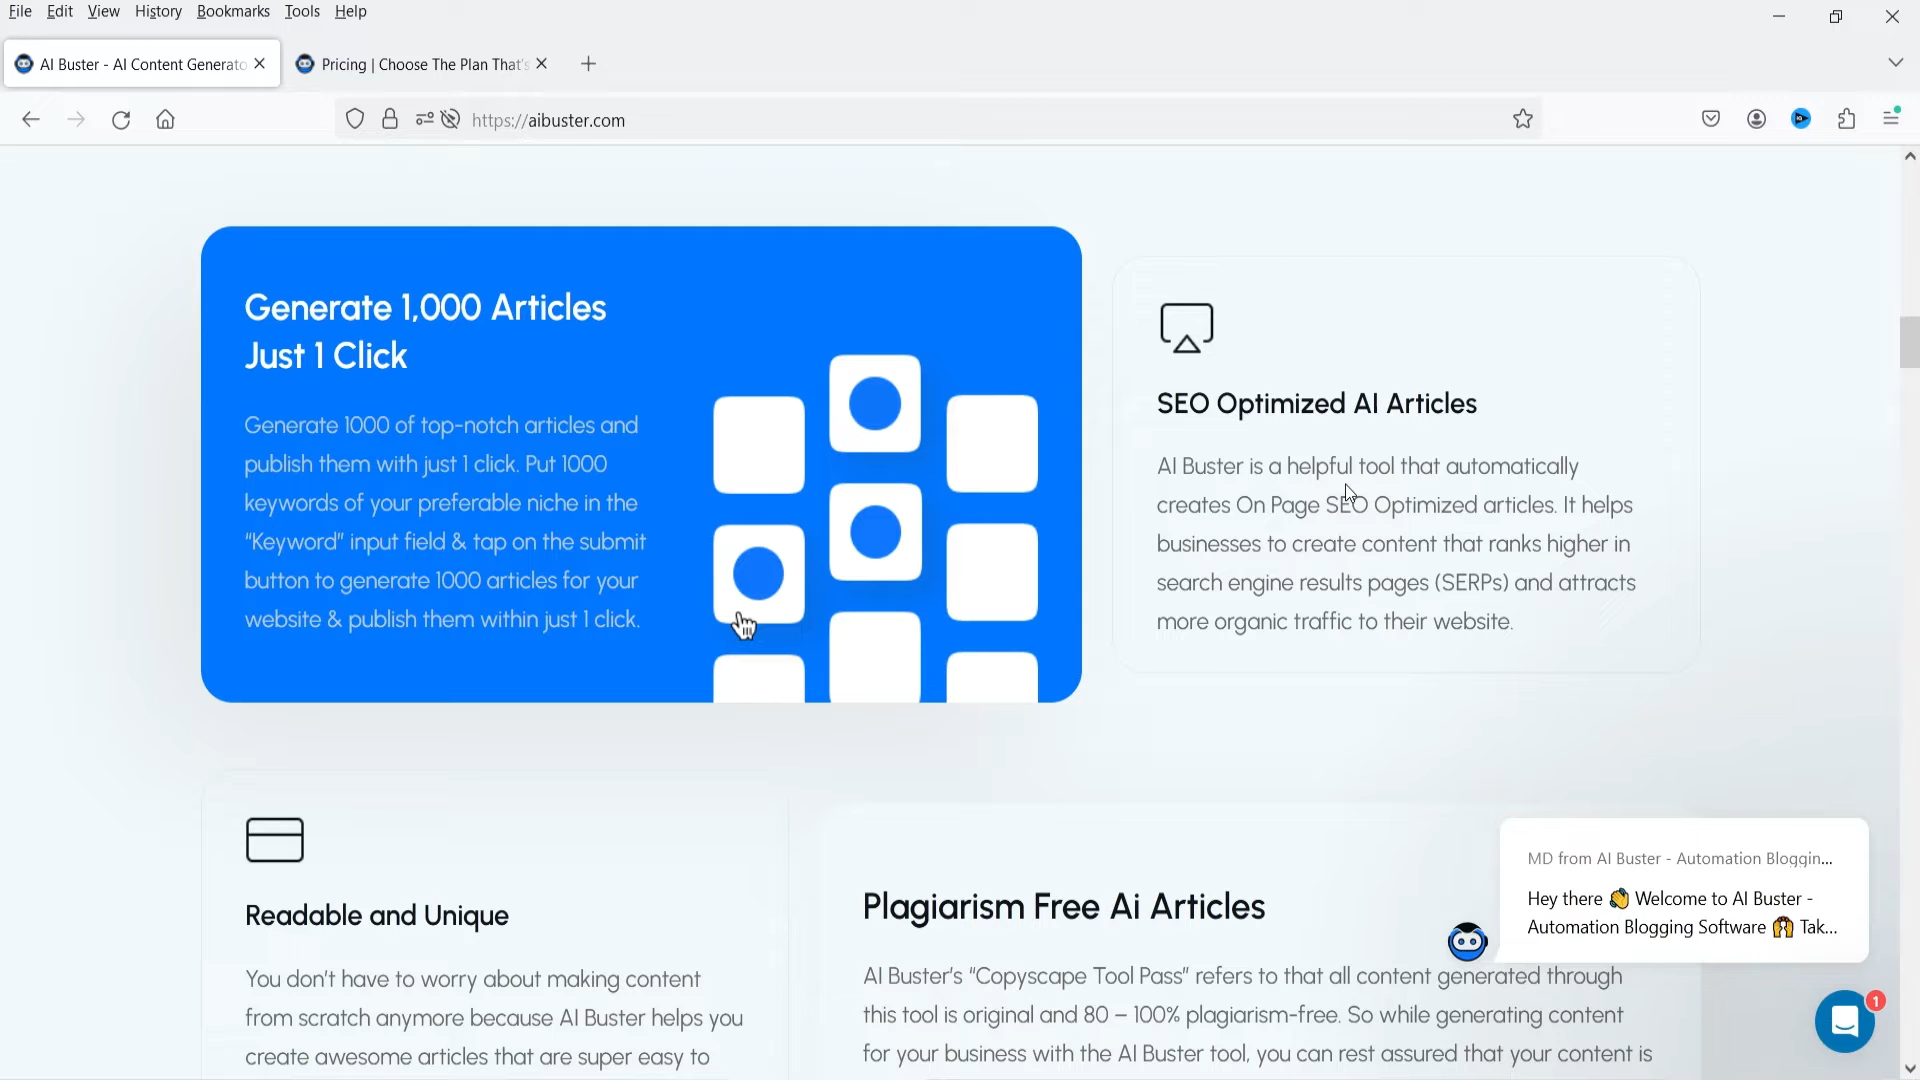 File Edit View History Bookmarks Tools Help
AI Buster - AI Content Generato
Pricing | Choose The Plan That's
https://aibuster.com
Generate 1,000 Articles
Just 1 Click
Generate 1000 of top-notch articles and
publish them with just 1 click. Put 1000
keywords of your preferable niche in the
“Keyword” input field & tap on the submit
button to generate 1000 articles for your
website & publish them within just 1 click.
SEO Optimized AI Articles
AI Buster is a helpful tool that automatically
creates On Page SEO Optimized articles. It helps
businesses to create content that ranks higher in
search engine results pages (SERPs) and attracts
more organic traffic to their website.
Readable and Unique
You don’t have to worry about making content
from scratch anymore because AI Buster helps you
create awesome articles that are super easy to
Plagiarism Free Ai Articles
AI Buster’s “Copyscape Tool Pass” refers to that all content generated through
this tool is original and 80 – 100% plagiarism-free. So while generating content
for your business with the AI Buster tool, you can rest assured that your content is
MD from AI Buster - Automation Bloggin...
Hey there 👋 Welcome to AI Buster -
Automation Blogging Software 🙌 Tak...
1